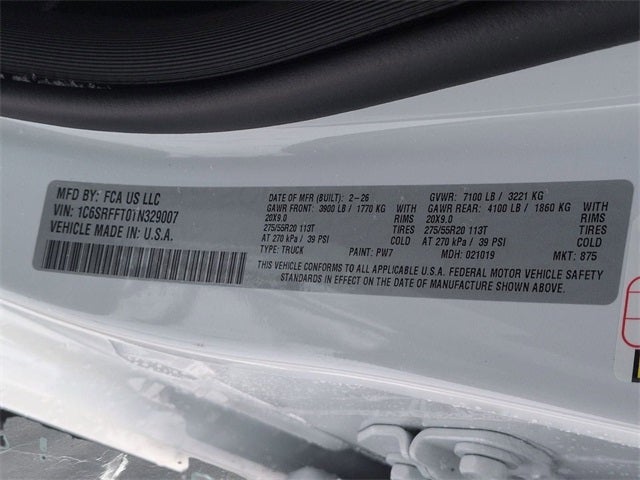 MFD BY: FCA US LLC
VIN: 1C6SRFFT0TN329007
VEHICLE MADE IN: U.S.A.
DATE OF MFR (BUILT): 2-26 GVWR: 7100 LB / 3221 KG
GAWR FRONT: 3900 LB / 1770 KG WITH GAWR REAR: 4100 LB / 1860 KG WITH
20X9.0 RIMS 20X9.0 RIMS
275/55R20 113T TIRES 275/55R20 113T TIRES
AT 270 kPa / 39 PSI COLD AT 270 kPa / 39 PSI COLD
TYPE: TRUCK PAINT: PW7 MDH: 021019 MKT: 875
THIS VEHICLE CONFORMS TO ALL APPLICABLE U.S.A. FEDERAL MOTOR VEHICLE SAFETY
STANDARDS IN EFFECT ON THE DATE OF MANUFACTURE SHOWN ABOVE.